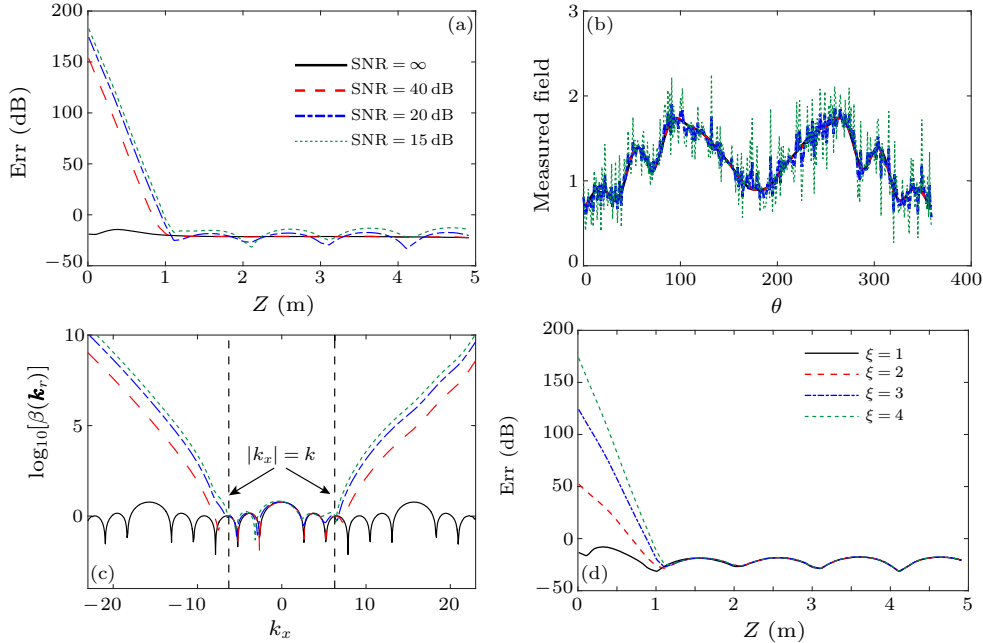 (a)
200
150
100
50
0
−50
Err (dB)
SNR = ∞
SNR = 40 dB
SNR = 20 dB
SNR = 15 dB
0 1 2 3 4 5
Z (m)
(b)
3
2
1
0
Measured field
0 100 200 300 400
θ
(c)
10
5
0
log₁₀[β(𝒌ᵣ)]
|kₓ| = k
−20 −10 0 10 20
kₓ
(d)
200
150
100
50
0
−50
Err (dB)
ξ = 1
ξ = 2
ξ = 3
ξ = 4
0 1 2 3 4 5
Z (m)